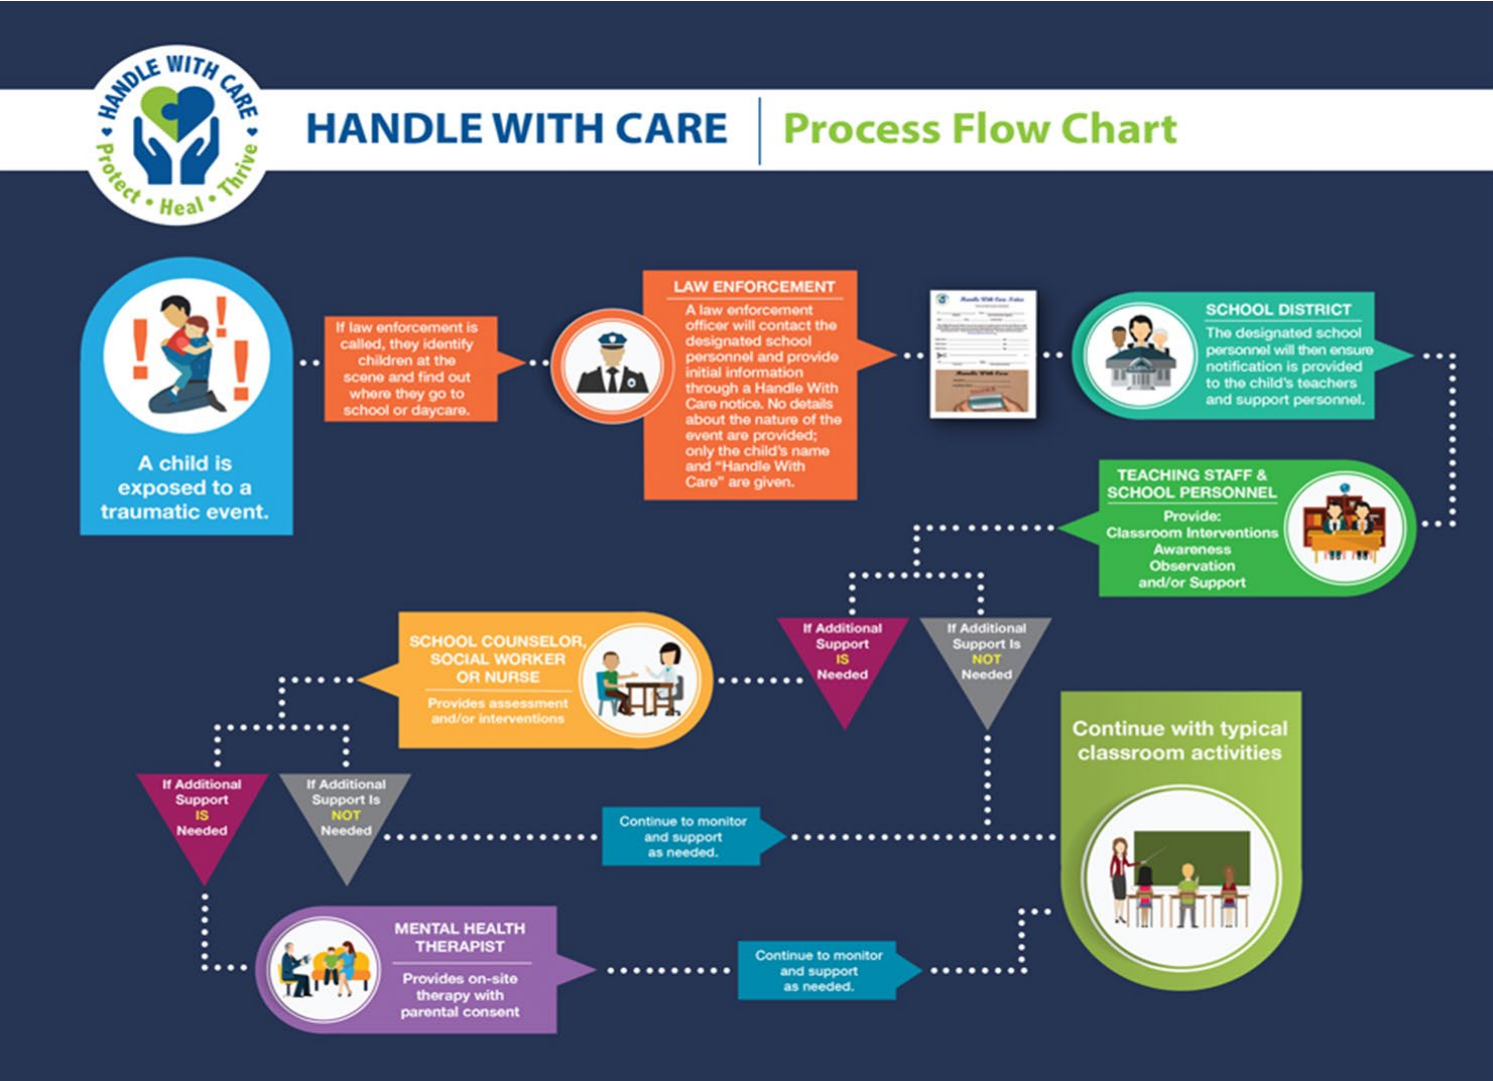 HANDLE WITH CARE
Protect • Heal • Thrive
HANDLE WITH CARE
Process Flow Chart
A child is
exposed to a
traumatic event.
If law enforcement is
called, they identify
children at the
scene and find out
where they go to
school or daycare.
LAW ENFORCEMENT
A law enforcement
officer will contact the
designated school
personnel and provide
initial information
through a Handle With
Care notice. No details
about the nature of the
event are provided;
only the child's name
and "Handle With
Care" are given.
Handle With Care Notice
Handle With Care
SCHOOL DISTRICT
The designated school
personnel will then ensure
notification is provided
to the child's teachers
and support personnel.
TEACHING STAFF &
SCHOOL PERSONNEL
Provide:
Classroom Interventions
Awareness
Observation
and/or Support
If Additional
Support
IS
Needed
If Additional
Support Is
NOT
Needed
SCHOOL COUNSELOR,
SOCIAL WORKER
OR NURSE
Provides assessment
and/or interventions
If Additional
Support
IS
Needed
If Additional
Support Is
NOT
Needed
Continue to monitor
and support
as needed.
Continue with typical
classroom activities
MENTAL HEALTH
THERAPIST
Provides on-site
therapy with
parental consent
Continue to monitor
and support
as needed.